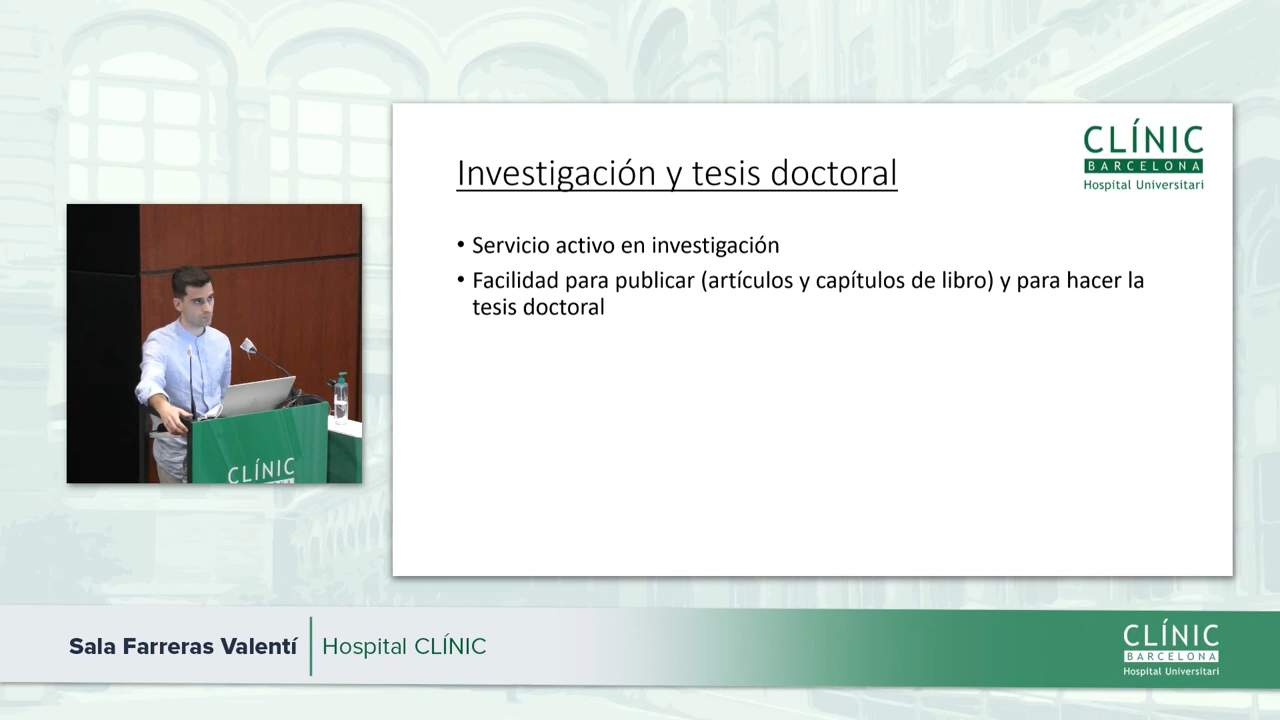 CLÍNIC
BARCELONA
Hospital Universitari
Investigación y tesis doctoral
• Servicio activo en investigación
• Facilidad para publicar (artículos y capítulos de libro) y para hacer la
tesis doctoral
CLÍNIC
Sala Farreras Valentí
Hospital CLÍNIC
CLÍNIC
BARCELONA
Hospital Universitari